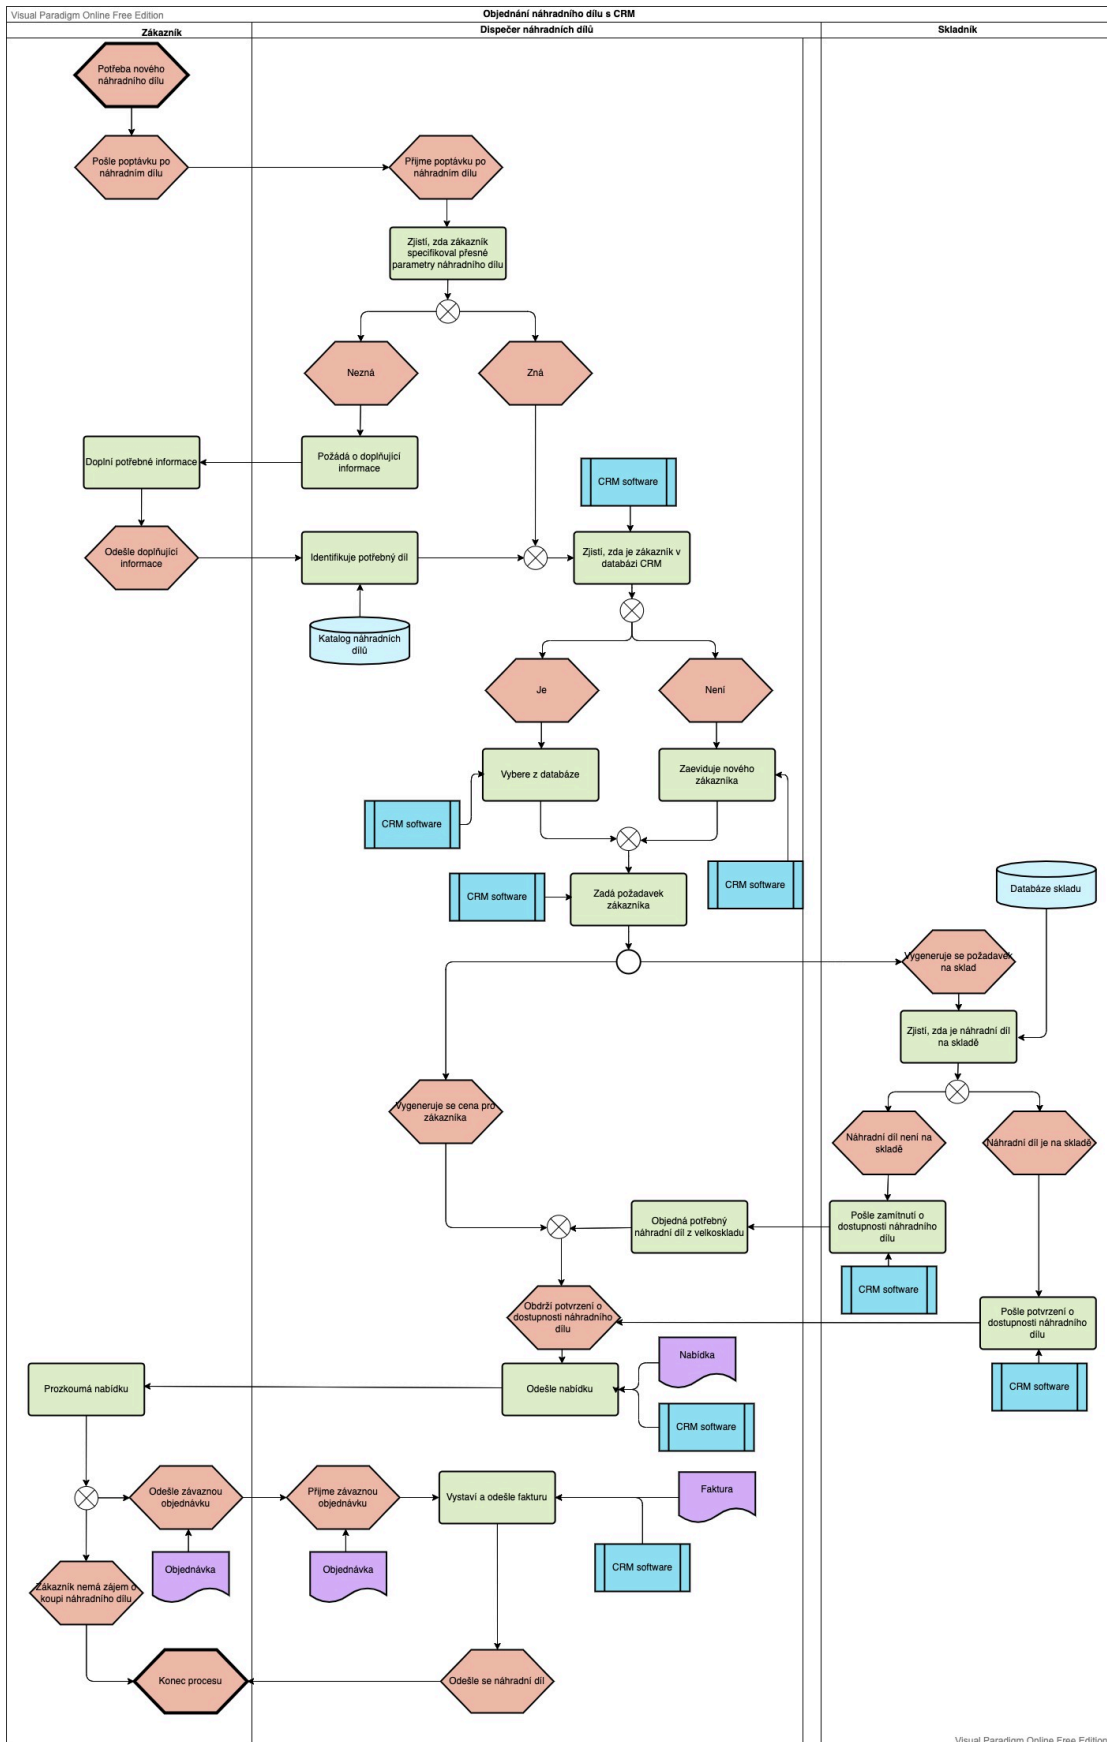 Visual Paradigm Online Free Edition
Objednání náhradního dílu s CRM
Zákazník
Dispečer náhradních dílů
Skladník
Potřeba nového
náhradního dílu
Pošle poptávku po
náhradním dílu
Přijme poptávku po
náhradním dílu
Zjistí, zda zákazník
specifikoval přesné
parametry náhradního dílu
Nezná
Zná
Doplní potřebné informace
Požádá o doplňující
informace
CRM software
Odešle doplňující
informace
Identifikuje potřebný díl
Zjistí, zda je zákazník v
databázi CRM
Katalog náhradních
dílů
Je
Není
Vybere z databáze
Zaeviduje nového
zákazníka
CRM software
CRM software
CRM software
Zadá požadavek
zákazníka
Databáze skladu
Vygeneruje se požadavek
na sklad
Zjistí, zda je náhradní díl
na skladě
Vygeneruje se cena pro
zákazníka
Náhradní díl není na
skladě
Náhradní díl je na skladě
Objedná potřebný
náhradní díl z velkoskladu
Pošle zamítnutí o
dostupnosti náhradního
dílu
CRM software
Obdrží potvrzení o
dostupnosti náhradního
dílu
Pošle potvrzení o
dostupnosti náhradního
dílu
CRM software
Prozkoumá nabídku
Odešle nabídku
Nabídka
CRM software
Odešle závaznou
objednávku
Přijme závaznou
objednávku
Vystaví a odešle fakturu
Faktura
Objednávka
Objednávka
CRM software
Zákazník nemá zájem o
koupi náhradního dílu
Konec procesu
Odešle se náhradní díl
Visual Paradigm Online Free Edition